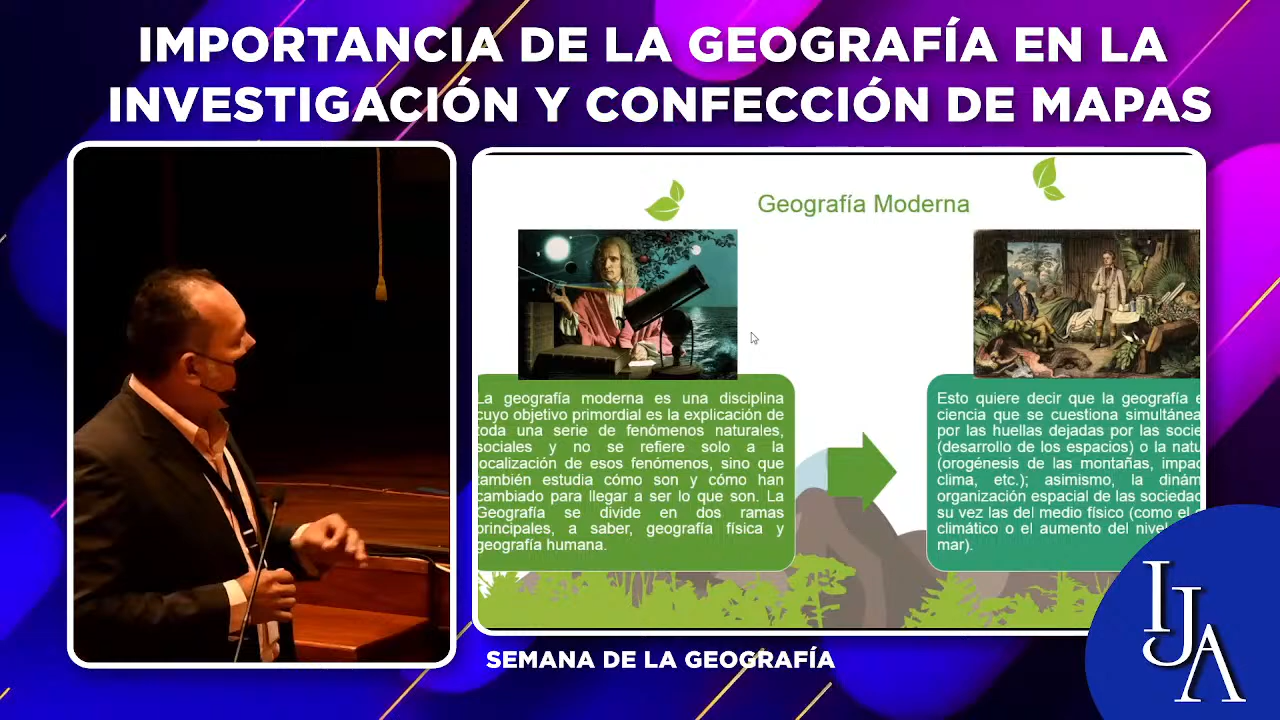 IMPORTANCIA DE LA GEOGRAFÍA EN LA
INVESTIGACIÓN Y CONFECCIÓN DE MAPAS
Geografía Moderna
La geografía moderna es una disciplina
cuyo objetivo primordial es la explicación de
toda una serie de fenómenos naturales,
sociales y no se refiere solo a la
localización de esos fenómenos, sino que
también estudia cómo son y cómo han
cambiado para llegar a ser lo que son. La
Geografía se divide en dos ramas
principales, a saber, geografía física y
geografía humana.
Esto quiere decir que la geografía
ciencia que se cuestiona
por las huellas dejadas por las
(desarrollo de los espacios) o la
(orogénesis de las montañas,
clima, etc.); asimismo, la
organización espacial de las
su vez las del medio físico (como el
climático o el aumento del nivel
mar).
SEMANA DE LA GEOGRAFÍA
IJA